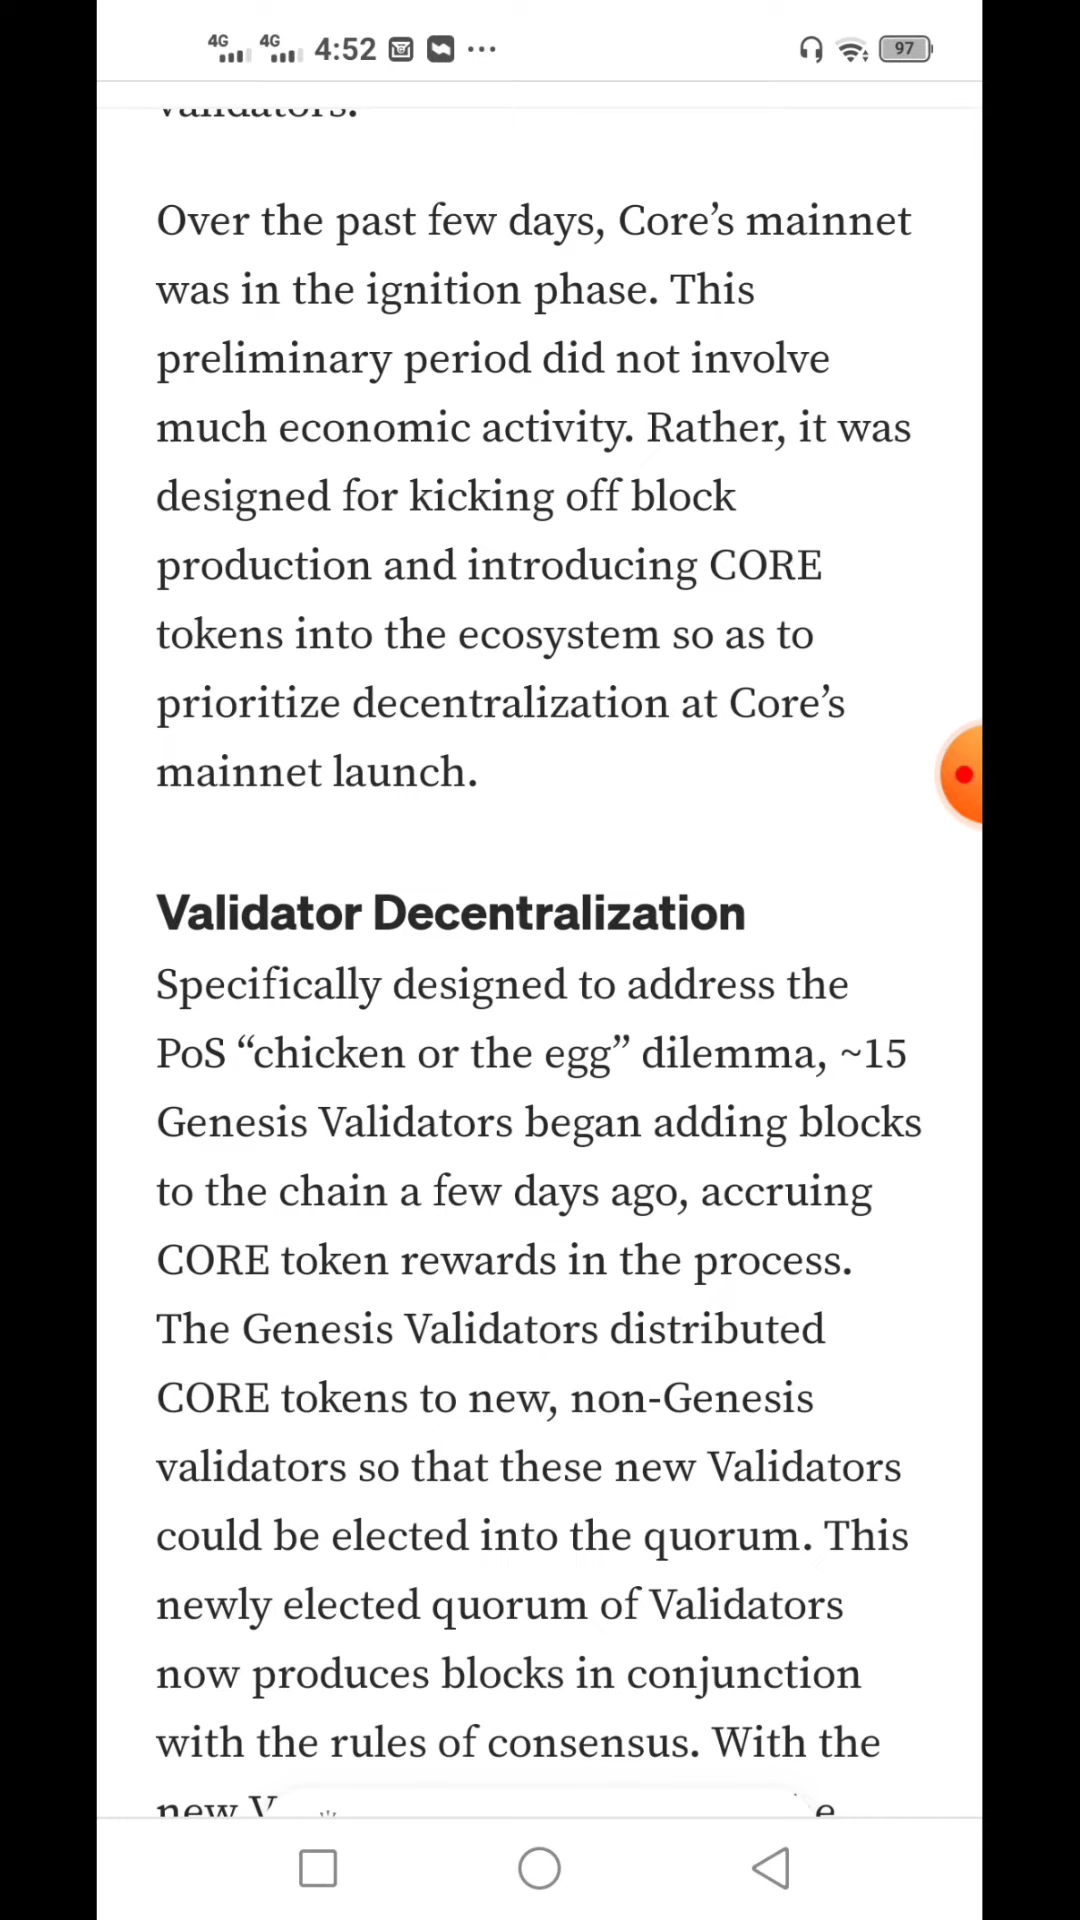 4G 4G 4:52 97
validators.
Over the past few days, Core’s mainnet
was in the ignition phase. This
preliminary period did not involve
much economic activity. Rather, it was
designed for kicking off block
production and introducing CORE
tokens into the ecosystem so as to
prioritize decentralization at Core’s
mainnet launch.
Validator Decentralization
Specifically designed to address the
PoS “chicken or the egg” dilemma, ~15
Genesis Validators began adding blocks
to the chain a few days ago, accruing
CORE token rewards in the process.
The Genesis Validators distributed
CORE tokens to new, non-Genesis
validators so that these new Validators
could be elected into the quorum. This
newly elected quorum of Validators
now produces blocks in conjunction
with the rules of consensus. With the
new